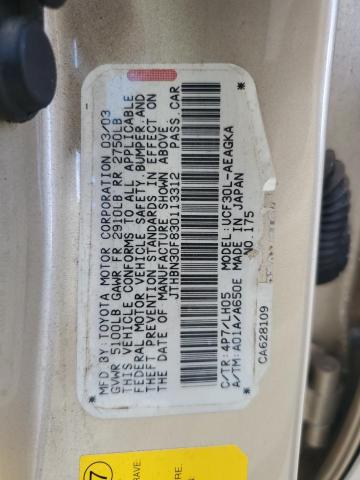 MFD BY: TOYOTA MOTOR CORPORATION 03/03
GVWR 5100LB GAWR FR 2910LB RR 2750LB
THIS VEHICLE CONFORMS TO ALL APPLICABLE
FEDERAL MOTOR VEHICLE SAFETY, BUMPER, AND
THEFT PREVENTION STANDARDS IN EFFECT ON
THE DATE OF MANUFACTURE SHOWN ABOVE.
JTHBN30F830113312 PASS.CAR
C/TR: 4P7/LH05 MODEL: UCF30L-AEAGKA
A/TM: A01A/A650E MADE IN JAPAN
NO.175
CA628109
7